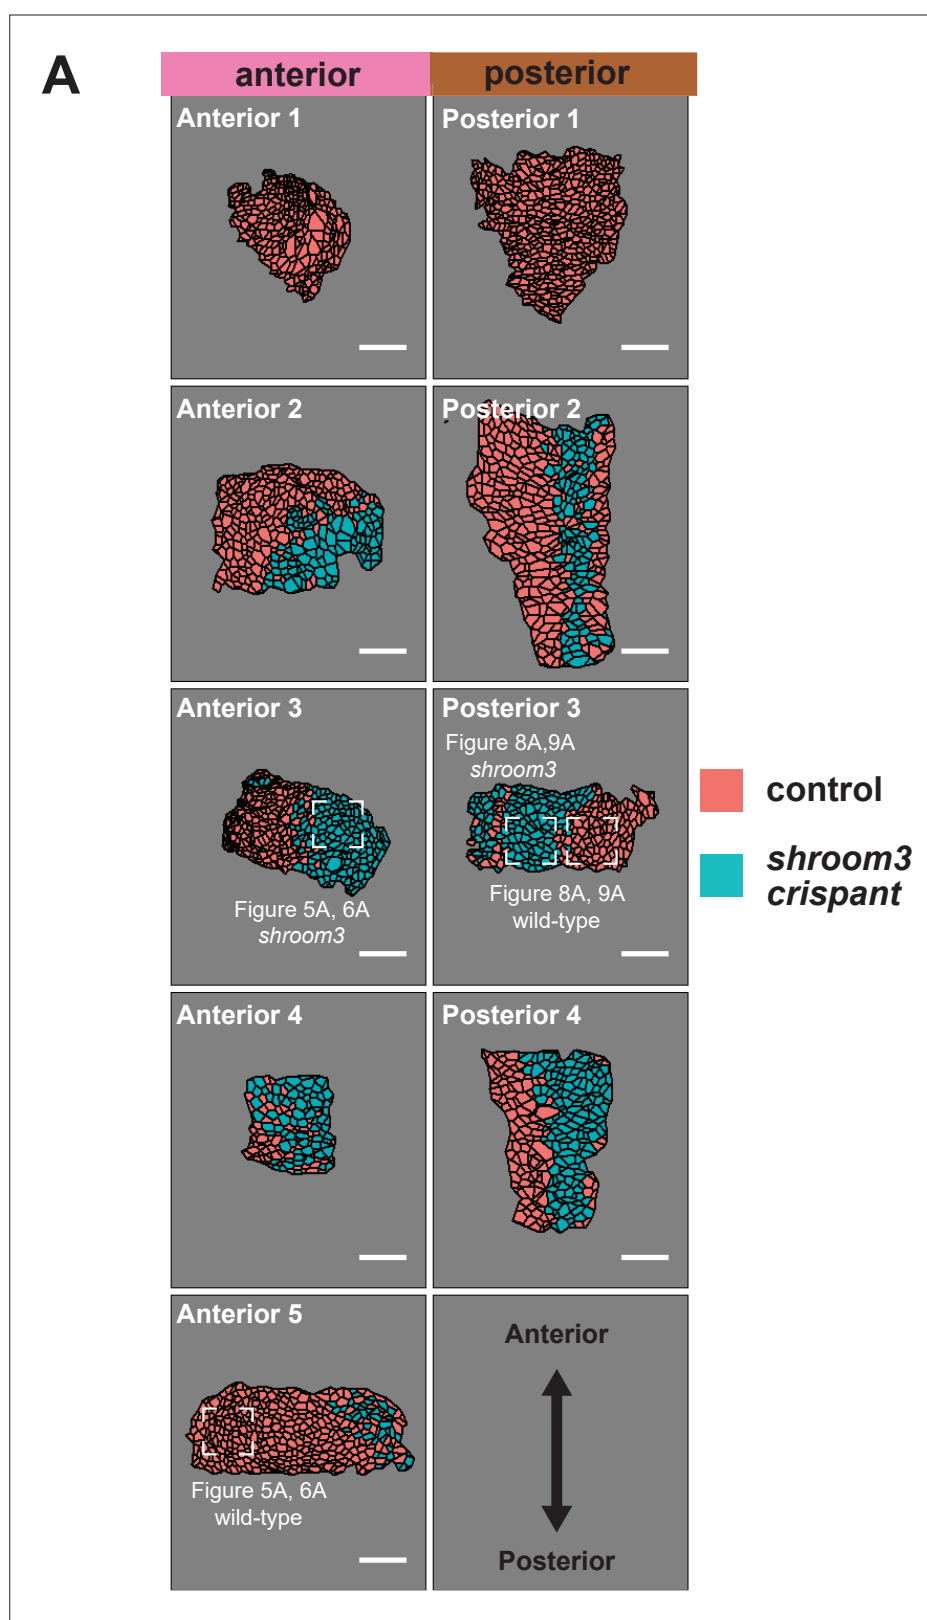 A
anterior
posterior
Anterior 1
Posterior 1
Anterior 2
Posterior 2
Anterior 3
Posterior 3
Figure 8A,9A
shroom3
Figure 5A, 6A
shroom3
Figure 8A, 9A
wild-type
control
shroom3
crispant
Anterior 4
Posterior 4
Anterior 5
Figure 5A, 6A
wild-type
Anterior
Posterior